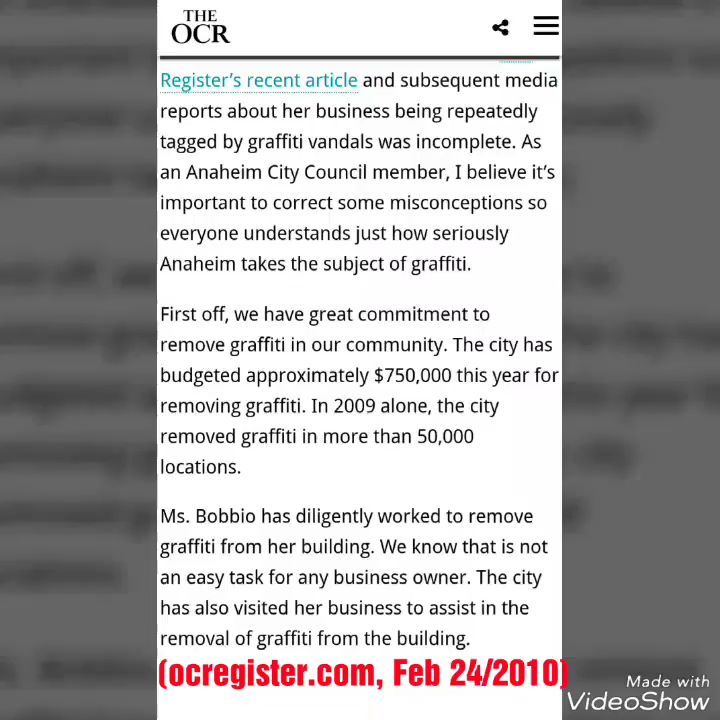 THE
OCR
Register's recent article and subsequent media
reports about her business being repeatedly
tagged by graffiti vandals was incomplete. As
an Anaheim City Council member, I believe it's
important to correct some misconceptions so
everyone understands just how seriously
Anaheim takes the subject of graffiti.
First off, we have great commitment to
remove graffiti in our community. The city has
budgeted approximately $750,000 this year for
removing graffiti. In 2009 alone, the city
removed graffiti in more than 50,000
locations.
Ms. Bobbio has diligently worked to remove
graffiti from her building. We know that is not
an easy task for any business owner. The city
has also visited her business to assist in the
removal of graffiti from the building.
(ocregister.com, Feb 24/2010)
Made with
VideoShow